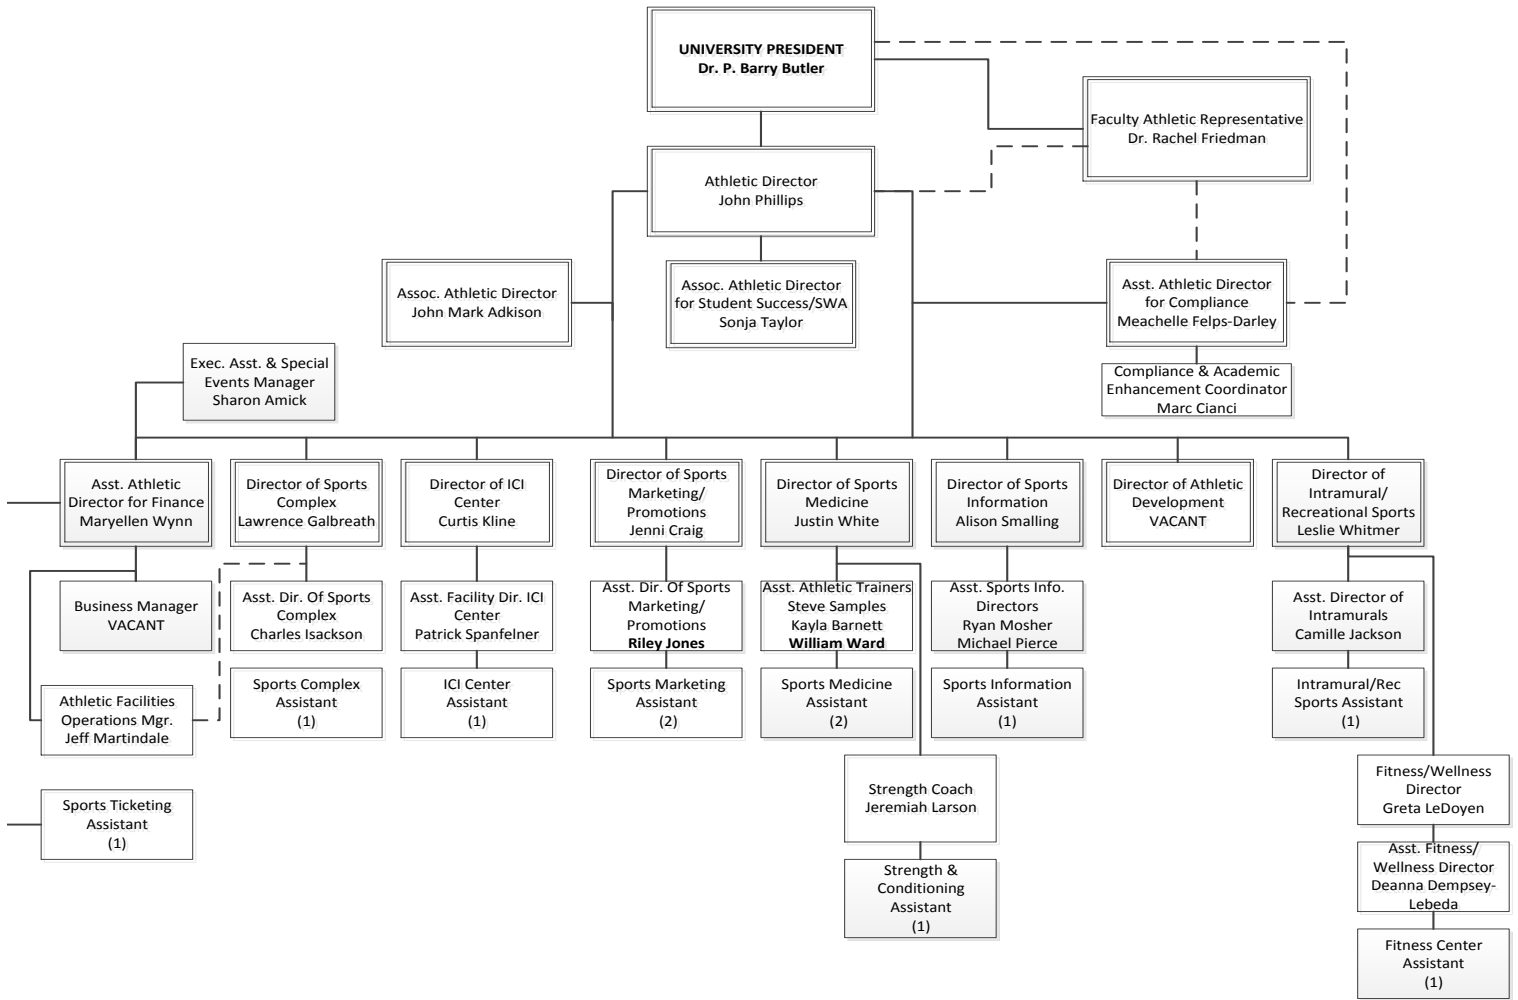 UNIVERSITY PRESIDENT
Dr. P. Barry Butler
Faculty Athletic Representative
Dr. Rachel Friedman
Athletic Director
John Phillips
Assoc. Athletic Director
John Mark Adkison
Assoc. Athletic Director
for Student Success/SWA
Sonja Taylor
Asst. Athletic Director
for Compliance
Meachelle Felps-Darley
Exec. Asst. & Special
Events Manager
Sharon Amick
Compliance & Academic
Enhancement Coordinator
Marc Cianci
Asst. Athletic
Director for Finance
Maryellen Wynn
Director of Sports
Complex
Lawrence Galbreath
Director of ICI
Center
Curtis Kline
Director of Sports
Marketing/
Promotions
Jenni Craig
Director of Sports
Medicine
Justin White
Director of Sports
Information
Alison Smalling
Director of Athletic
Development
VACANT
Director of
Intramural/
Recreational Sports
Leslie Whitmer
Business Manager
VACANT
Asst. Dir. Of Sports
Complex
Charles Isackson
Asst. Facility Dir. ICI
Center
Patrick Spanfelner
Asst. Dir. Of Sports
Marketing/
Promotions
Riley Jones
Asst. Athletic Trainers
Steve Samples
Kayla Barnett
William Ward
Asst. Sports Info.
Directors
Ryan Mosher
Michael Pierce
Asst. Director of
Intramurals
Camille Jackson
Athletic Facilities
Operations Mgr.
Jeff Martindale
Sports Complex
Assistant
(1)
ICI Center
Assistant
(1)
Sports Marketing
Assistant
(2)
Sports Medicine
Assistant
(2)
Sports Information
Assistant
(1)
Intramural/Rec
Sports Assistant
(1)
Sports Ticketing
Assistant
(1)
Strength Coach
Jeremiah Larson
Fitness/Wellness
Director
Greta LeDoyen
Strength &
Conditioning
Assistant
(1)
Asst. Fitness/
Wellness Director
Deanna Dempsey-
Lebeda
Fitness Center
Assistant
(1)